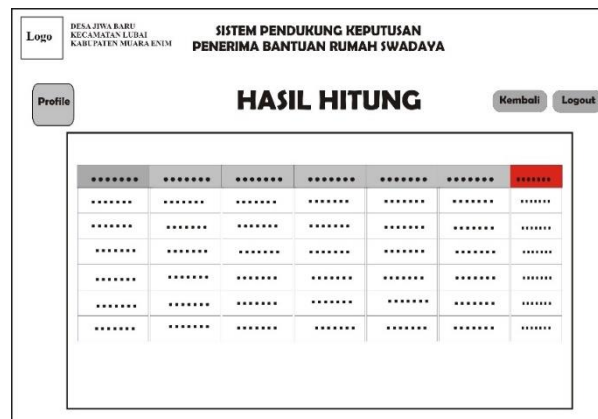 Logo
DESA JIWA BARU
KECAMATAN LUBAI
KABUPATEN MUARA ENIM
SISTEM PENDUKUNG KEPUTUSAN
PENERIMA BANTUAN RUMAH SWADAYA
Profile
HASIL HITUNG
Kembali
Logout